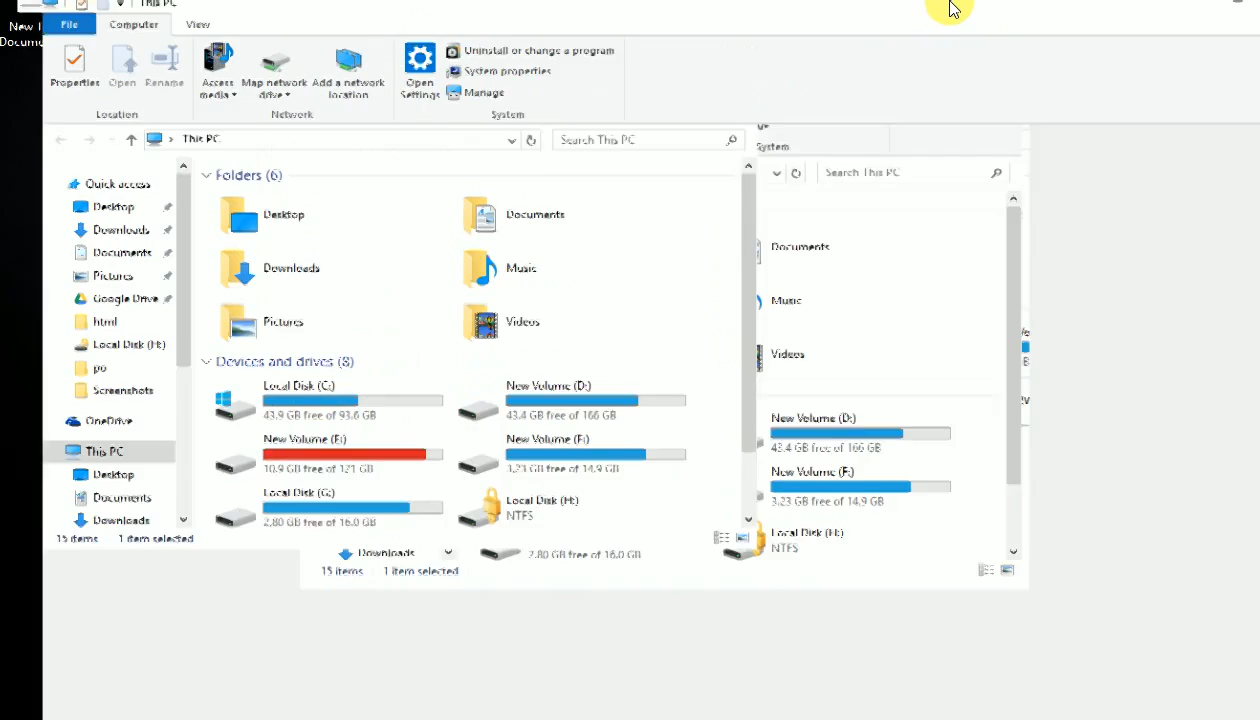 This PC
New
Docum
File Computer View
Properties Open Rename
Access media
Map network drive
Add a network location
Open Settings
Uninstall or change a program
System properties
Manage
Location Network System
This PC
Search This PC
System
Search This PC
Quick access
Desktop
Downloads
Documents
Pictures
Google Drive
html
Local Disk (H:)
po
Screenshots
OneDrive
This PC
Desktop
Documents
Downloads
15 items 1 item selected
Folders (6)
Desktop
Documents
Downloads
Music
Pictures
Videos
Devices and drives (8)
Local Disk (C:)
43.9 GB free of 93.6 GB
New Volume (D:)
43.4 GB free of 166 GB
New Volume (E:)
10.9 GB free of 121 GB
New Volume (F:)
3.23 GB free of 14.9 GB
Local Disk (G:)
2.80 GB free of 16.0 GB
Local Disk (H:)
NTFS
Documents
Music
Videos
New Volume (D:)
43.4 GB free of 166 GB
New Volume (F:)
3.23 GB free of 14.9 GB
Local Disk (H:)
NTFS
Downloads
2.80 GB free of 16.0 GB
15 items 1 item selected